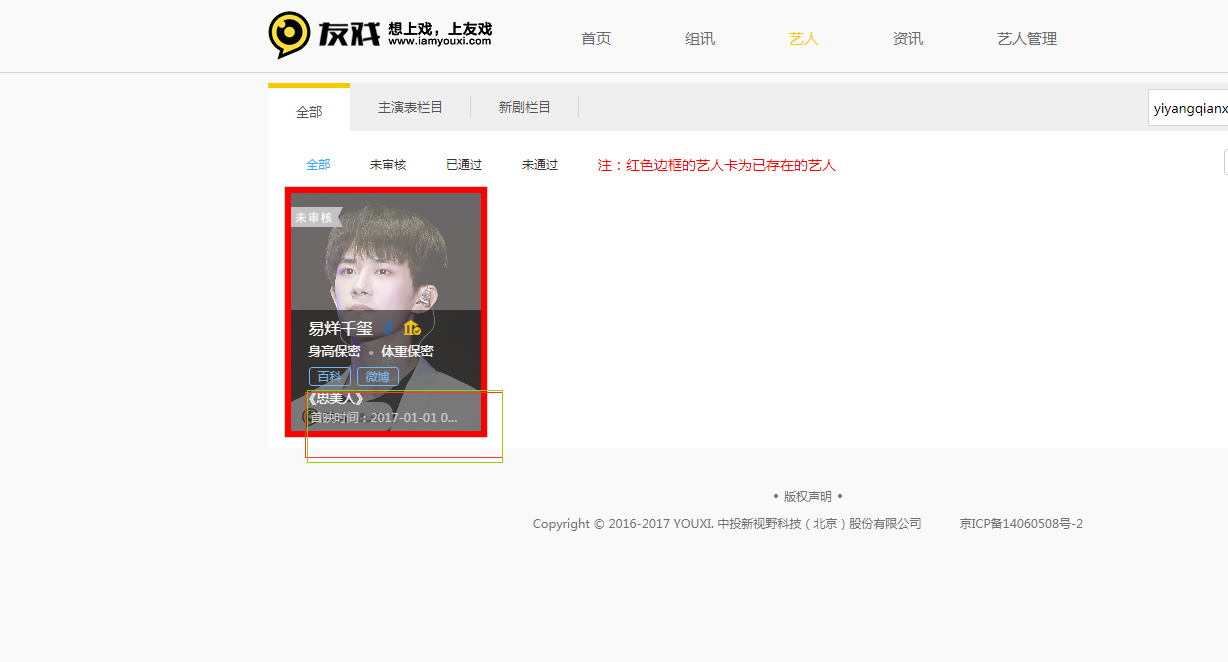 友戏 想上戏，上友戏
www.iamyouxi.com
首页 组讯 艺人 资讯 艺人管理
全部 主演表栏目 新剧栏目
yiyangqianx
全部 未审核 已通过 未通过 注：红色边框的艺人卡为已存在的艺人
未审核
易烊千玺
身高保密 • 体重保密
百科 微博
《思美人》
首映时间：2017-01-01 0...
• 版权声明 •
Copyright © 2016-2017 YOUXI. 中投新视野科技（北京）股份有限公司 京ICP备14060508号-2